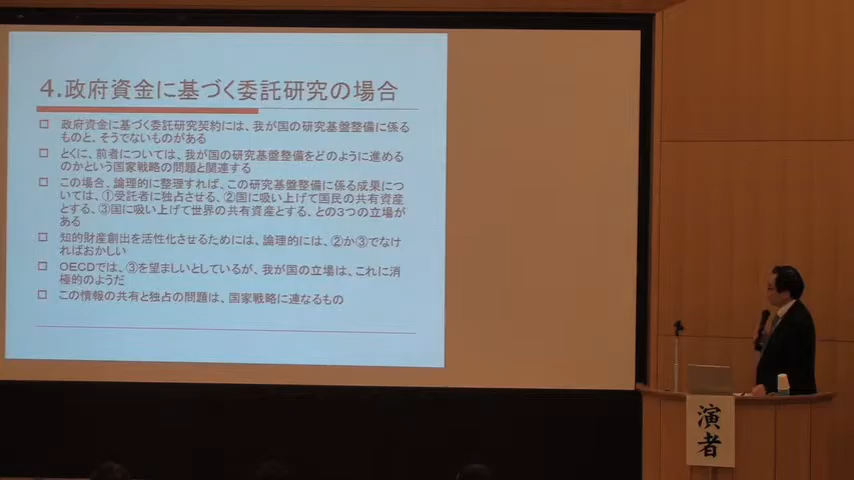 4.政府資金に基づく委託研究の場合
政府資金に基づく委託研究契約には、我が国の研究基盤整備に係る
ものと、そうでないものがある
とくに、前者については、我が国の研究基盤整備をどのように進める
のかという国家戦略の問題と関連する
この場合、論理的に整理すれば、この研究基盤整備に係る成果につ
いては、①受託者に独占させる、②国に吸い上げて国民の共有資産
とする、③国に吸い上げて世界の共有資産とする、との3つの立場が
ある
知的財産創出を活性化させるためには、論理的には、②か③でなけ
ればおかしい
OECDでは、③を望ましいとしているが、我が国の立場は、これに消
極的のようだ
この情報の共有と独占の問題は、国家戦略に連なるもの
演者